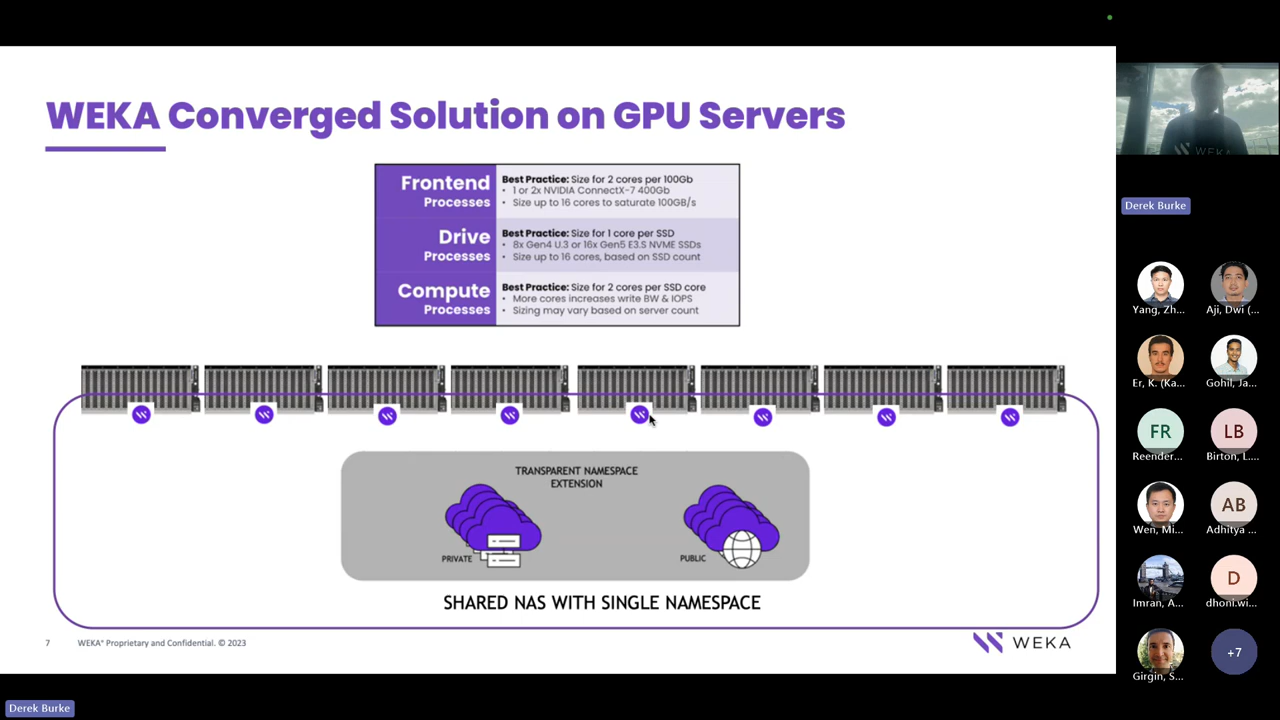 WEKA Converged Solution on GPU Servers
Frontend
Processes
Best Practice: Size for 2 cores per 100Gb
• 1 or 2x NVIDIA ConnectX-7 400Gb
• Size up to 16 cores to saturate 100GB/s
Drive
Processes
Best Practice: Size for 1 core per SSD
• 8x Gen4 U.3 or 16x Gen5 E3.S NVME SSDs
• Size up to 16 cores, based on SSD count
Compute
Processes
Best Practice: Size for 2 cores per SSD core
• More cores increases write BW & IOPS
• Sizing may vary based on server count
TRANSPARENT NAMESPACE
EXTENSION
PRIVATE
PUBLIC
SHARED NAS WITH SINGLE NAMESPACE
7 WEKA® Proprietary and Confidential. © 2023
WEKA
Derek Burke
WEKA
Derek Burke
Yang, Zh...
Aji, Dwi (...
Er, K. (Ka...
Gohil, Ja...
FR
LB
Reender...
Birton, L....
Wen, Mi...
AB
Adhitya ...
Imran, A...
D
dhoni.wi...
Girgin, S...
+7